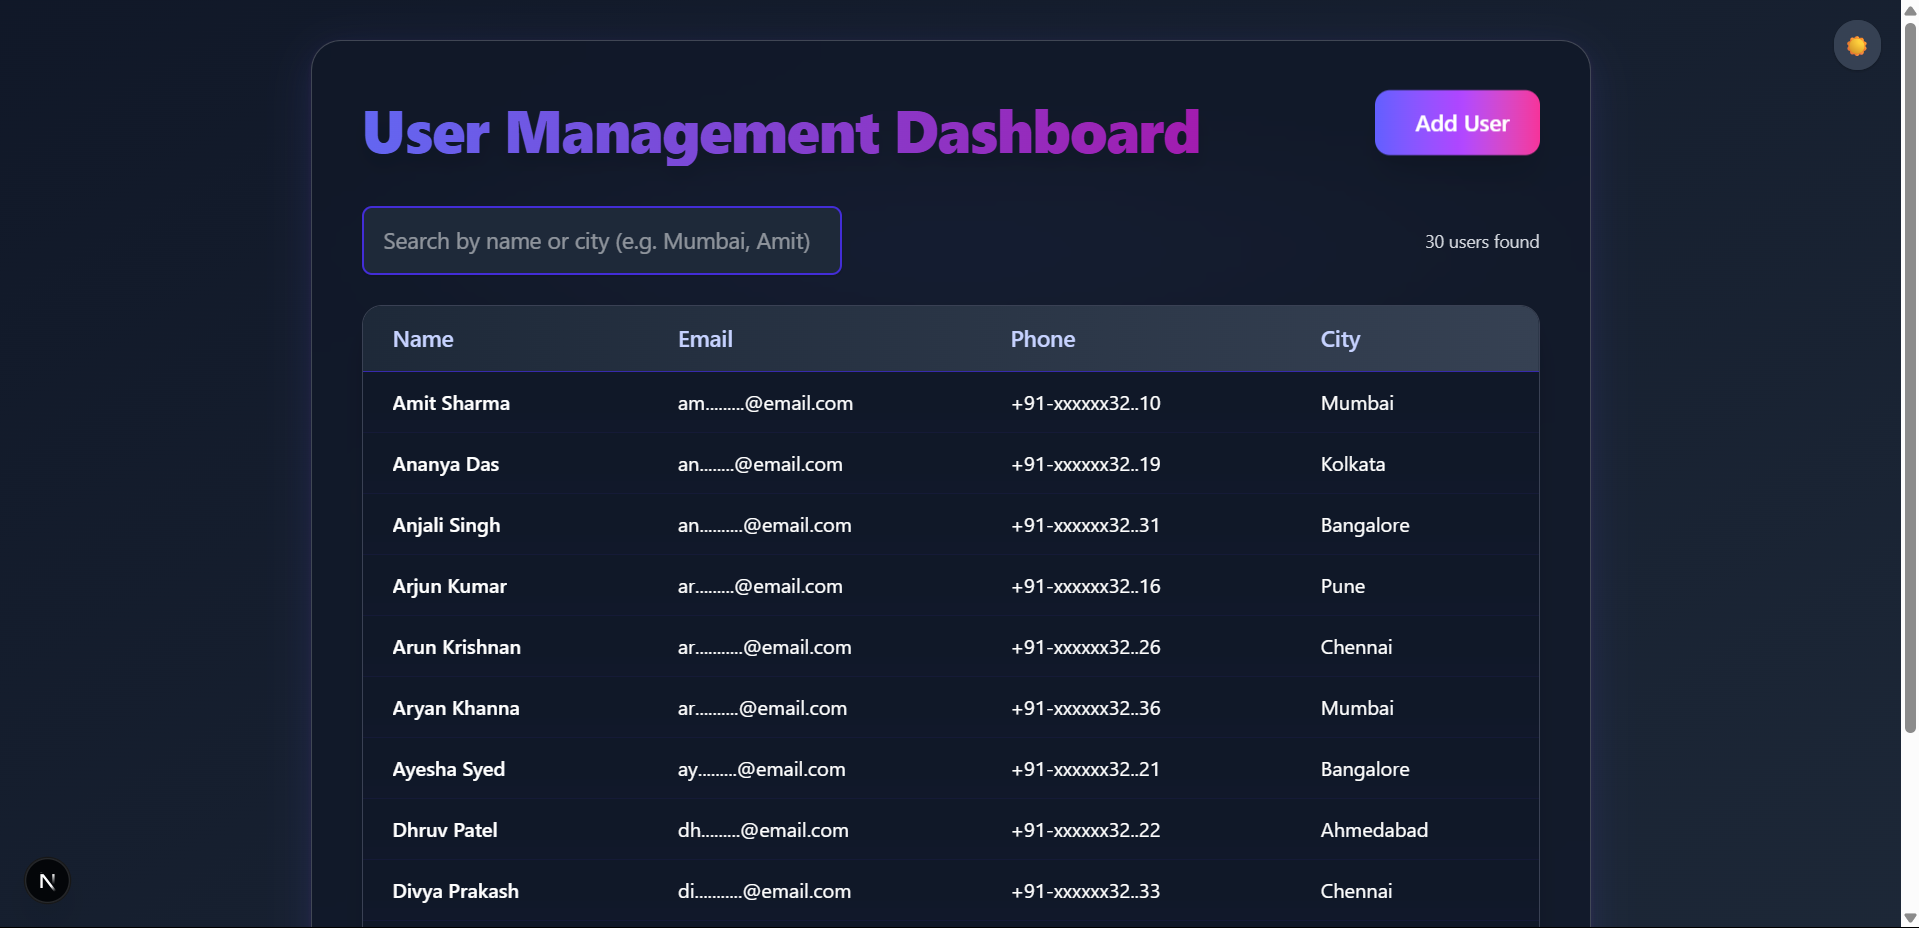 User Management Dashboard
Add User
Search by name or city (e.g. Mumbai, Amit)
30 users found
Name Email Phone City
Amit Sharma am.........@email.com +91-xxxxxx32..10 Mumbai
Ananya Das an........@email.com +91-xxxxxx32..19 Kolkata
Anjali Singh an..........@email.com +91-xxxxxx32..31 Bangalore
Arjun Kumar ar.........@email.com +91-xxxxxx32..16 Pune
Arun Krishnan ar...........@email.com +91-xxxxxx32..26 Chennai
Aryan Khanna ar..........@email.com +91-xxxxxx32..36 Mumbai
Ayesha Syed ay.........@email.com +91-xxxxxx32..21 Bangalore
Dhruv Patel dh.........@email.com +91-xxxxxx32..22 Ahmedabad
Divya Prakash di...........@email.com +91-xxxxxx32..33 Chennai
N